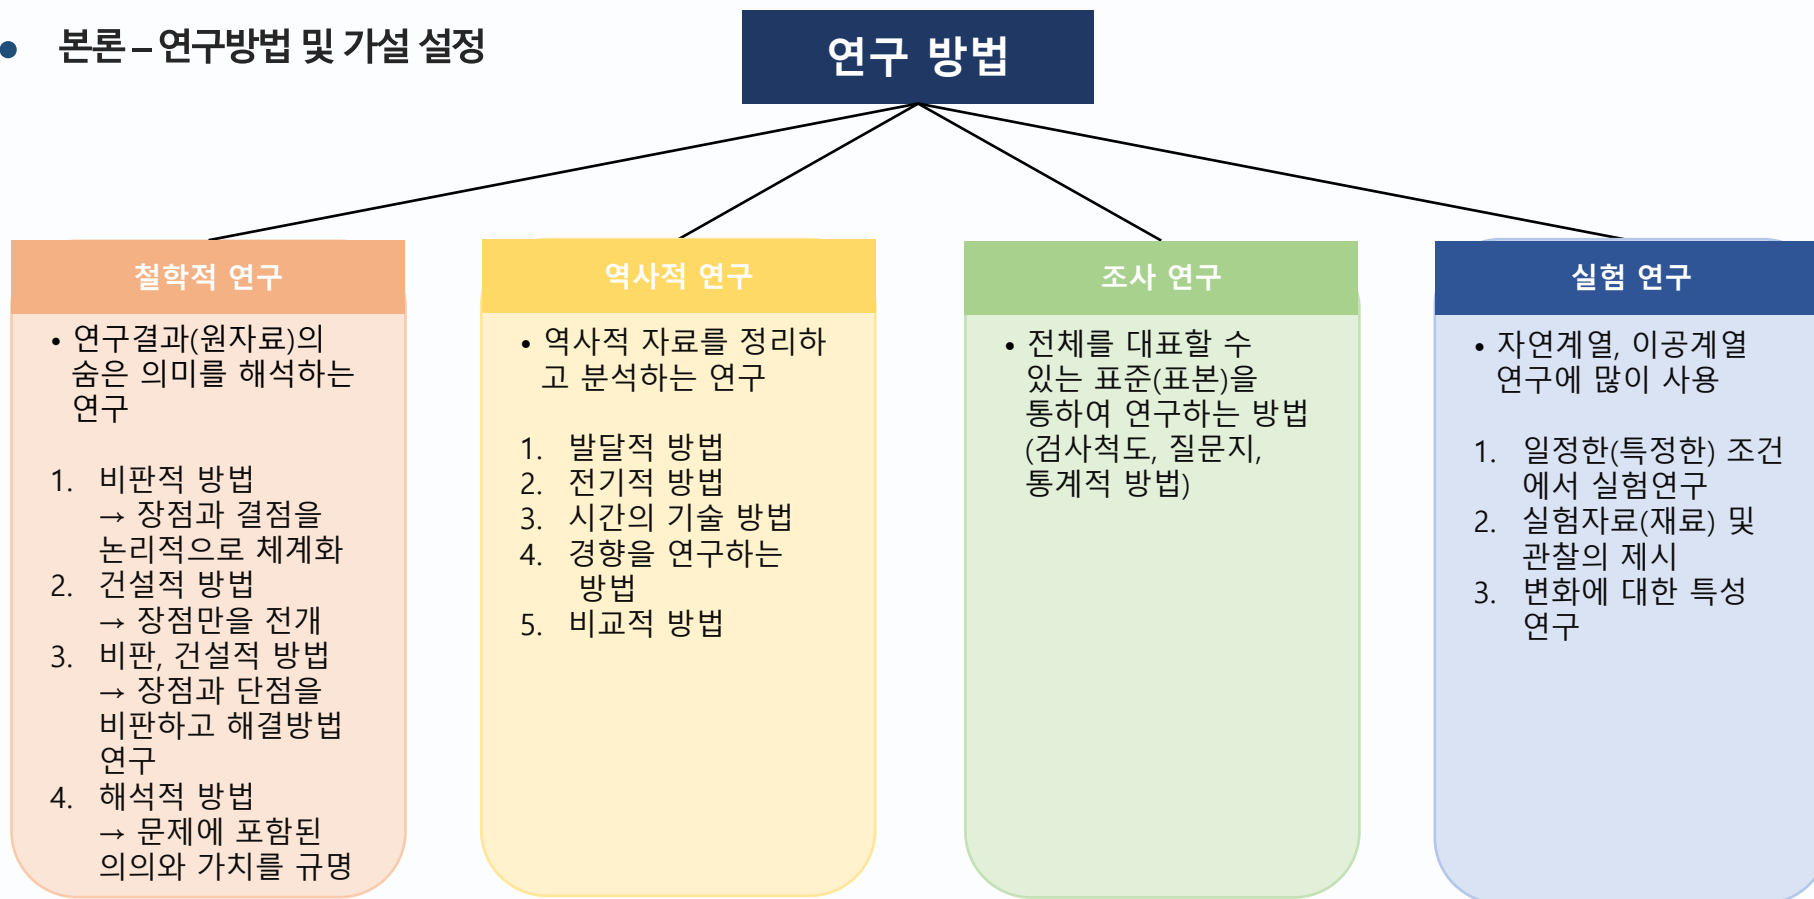 • 본론 – 연구방법 및 가설 설정
연구 방법
철학적 연구
• 연구결과(원자료)의
숨은 의미를 해석하는
연구
1. 비판적 방법
→ 장점과 결점을
논리적으로 체계화
2. 건설적 방법
→ 장점만을 전개
3. 비판, 건설적 방법
→ 장점과 단점을
비판하고 해결방법
연구
4. 해석적 방법
→ 문제에 포함된
의의와 가치를 규명
역사적 연구
• 역사적 자료를 정리하
고 분석하는 연구
1. 발달적 방법
2. 전기적 방법
3. 시간의 기술 방법
4. 경향을 연구하는
방법
5. 비교적 방법
조사 연구
• 전체를 대표할 수
있는 표준(표본)을
통하여 연구하는 방법
(검사척도, 질문지,
통계적 방법)
실험 연구
• 자연계열, 이공계열
연구에 많이 사용
1. 일정한(특정한) 조건
에서 실험연구
2. 실험자료(재료) 및
관찰의 제시
3. 변화에 대한 특성
연구